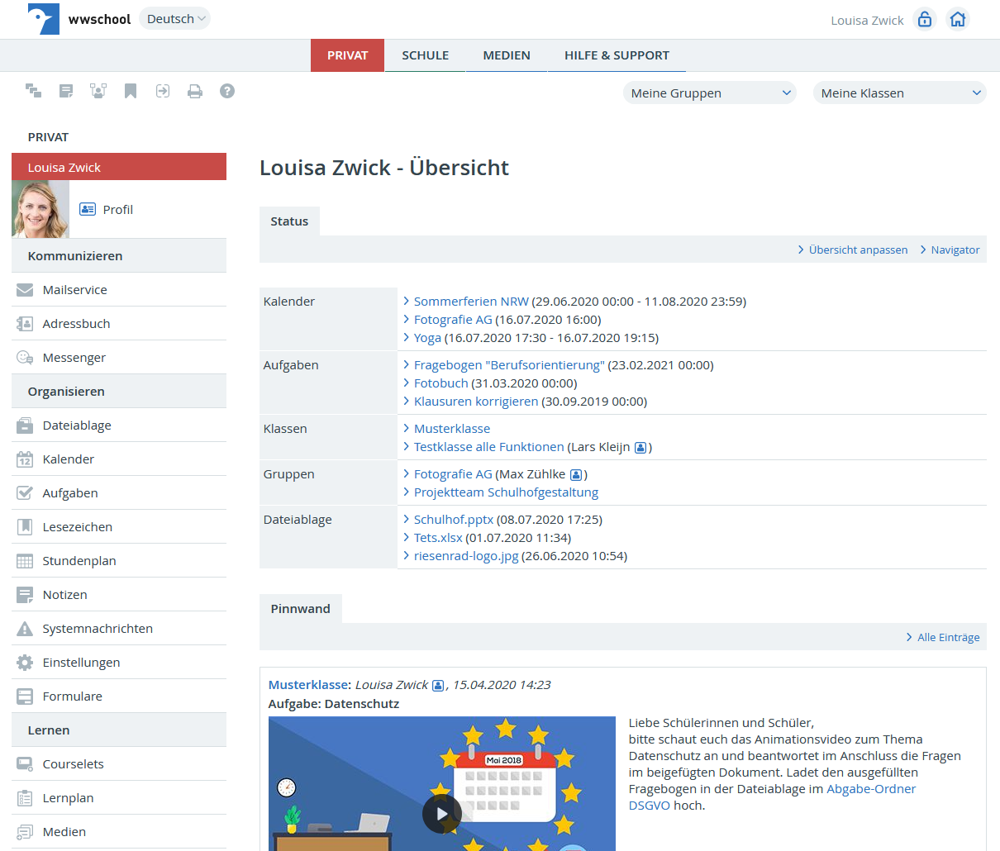 wwschool
Deutsch
Louisa Zwick
PRIVAT
SCHULE
MEDIEN
HILFE & SUPPORT
Meine Gruppen
Meine Klassen
PRIVAT
Louisa Zwick
Profil
Kommunizieren
Mailservice
Adressbuch
Messenger
Organisieren
Dateiablage
12
Kalender
Aufgaben
Lesezeichen
Stundenplan
Notizen
Systemnachrichten
Einstellungen
Formulare
Lernen
Courselets
Lernplan
Medien
Louisa Zwick - Übersicht
Status
Übersicht anpassen
Navigator
Kalender
Sommerferien NRW (29.06.2020 00:00 - 11.08.2020 23:59)
Fotografie AG (16.07.2020 16:00)
Yoga (16.07.2020 17:30 - 16.07.2020 19:15)
Aufgaben
Fragebogen "Berufsorientierung" (23.02.2021 00:00)
Fotobuch (31.03.2020 00:00)
Klausuren korrigieren (30.09.2019 00:00)
Klassen
Musterklasse
Testklasse alle Funktionen (Lars Kleijn )
Gruppen
Fotografie AG (Max Zühlke )
Projektteam Schulhofgestaltung
Dateiablage
Schulhof.pptx (08.07.2020 17:25)
Tets.xlsx (01.07.2020 11:34)
riesenrad-logo.jpg (26.06.2020 10:54)
Pinnwand
Alle Einträge
Musterklasse: Louisa Zwick , 15.04.2020 14:23
Aufgabe: Datenschutz
Mai 2018
Liebe Schülerinnen und Schüler,
bitte schaut euch das Animationsvideo zum Thema
Datenschutz an und beantwortet im Anschluss die Fragen
im beigefügten Dokument. Ladet den ausgefüllten
Fragebogen in der Dateiablage im Abgabe-Ordner
DSGVO hoch.